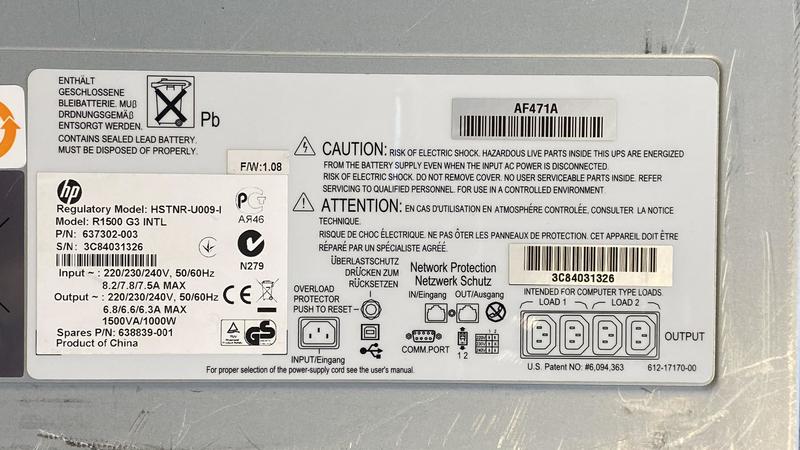 ENTHÄLT
GESCHLOSSENE
BLEIBATTERIE. MUß
DRDNUNGSGEMÄß
ENTSORGT WERDEN.
CONTAINS SEALED LEAD BATTERY.
MUST BE DISPOSED OF PROPERLY.
Pb
AF471A
CAUTION: RISK OF ELECTRIC SHOCK. HAZARDOUS LIVE PARTS INSIDE THIS UPS ARE ENERGIZED
FROM THE BATTERY SUPPLY EVEN WHEN THE INPUT AC POWER IS DISCONNECTED.
RISK OF ELECTRIC SHOCK. DO NOT REMOVE COVER. NO USER SERVICEABLE PARTS INSIDE. REFER
SERVICING TO QUALIFIED PERSONNEL. FOR USE IN A CONTROLLED ENVIRONMENT.
ATTENTION: EN CAS D'UTILISATION EN ATMOSPHÉRE CONTRÔLÉE, CONSULTER LA NOTICE
TECHNIQUE.
RISQUE DE CHOC ÉLECTRIQUE. NE PAS ÔTER LES PANNEAUX DE PROTECTION. CET APPAREIL DOIT ÊTRE
RÉPARÉ PAR UN SPÉCIALISTE AGRÉÉ.
F/W:1.08
hp
Regulatory Model: HSTNR-U009-I
Model: R1500 G3 INTL
P/N: 637302-003
S/N: 3C84031326
АЯ46
N279
Input ~ : 220/230/240V, 50/60Hz
8.2/7.8/7.5A MAX
Output ~ : 220/230/240V, 50/60Hz
6.8/6.6/6.3A MAX
1500VA/1000W
Spares P/N: 638839-001
Product of China
CE
GS
ÜBERLASTSCHUTZ
DRÜCKEN ZUM
RÜCKSETZEN
OVERLOAD
PROTECTOR
PUSH TO RESET
INPUT/Eingang
Network Protection
Netzwerk Schutz
IN/Eingang OUT/Ausgang
COMM.PORT
1 2
3C84031326
INTENDED FOR COMPUTER TYPE LOADS.
LOAD 1 LOAD 2
OUTPUT
U.S. Patent NO: #6,094,363 612-17170-00
For proper selection of the power-supply cord see the user's manual.